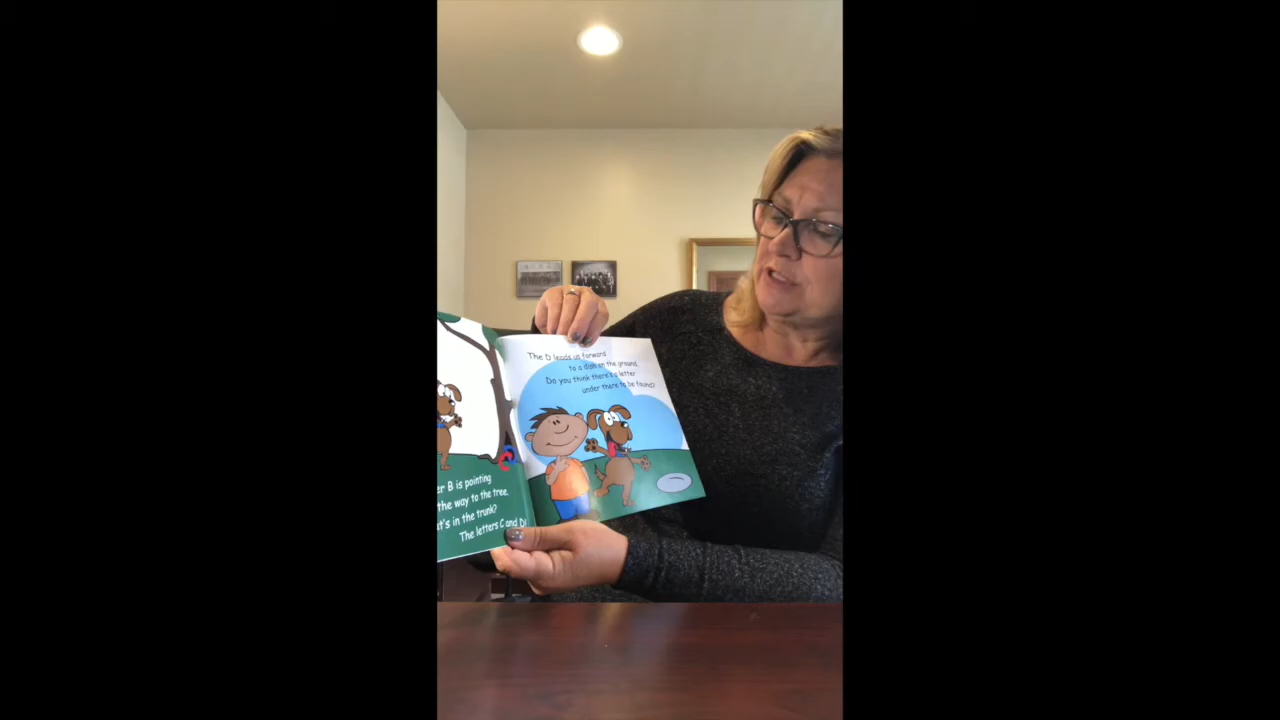 er B is pointing
the way to the tree.
t's in the trunk?
The letters C and D!
The D leads us forward
to a dish on the ground.
Do you think there's a letter
under there to be found?